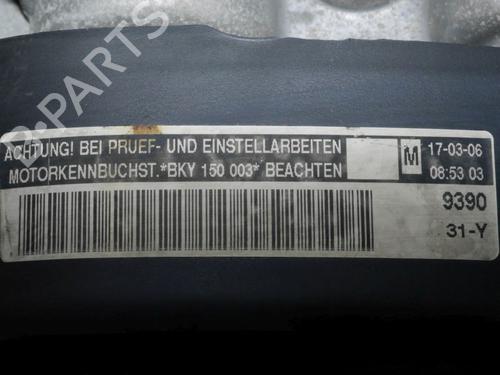 B-PARTS
ACHTUNG! BEI PRUEF- UND EINSTELLARBEITEN M 17-03-06
MOTORKENNBUCHST.*BKY 150 003* BEACHTEN 08:53 03
9390
31-Y